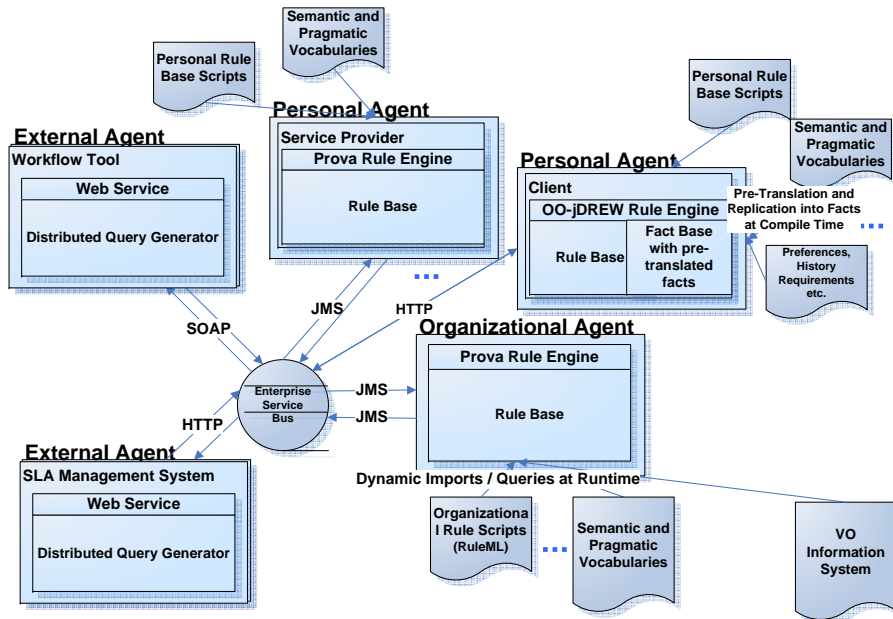 Semantic and
Pragmatic
Vocabularies
Personal Rule
Base Scripts
Personal Agent
Service Provider
Prova Rule Engine
Rule Base
...
External Agent
Workflow Tool
Web Service
Distributed Query Generator
Personal Rule
Base Scripts
Semantic and
Pragmatic
Vocabularies
Personal Agent
Client
OO-jDREW Rule Engine
Rule Base
Fact Base
with pre-
translated
facts
Pre-Translation and
Replication into Facts
at Compile Time
...
Preferences,
History
Requirements
etc.
SOAP
JMS
HTTP
Enterprise
Service
Bus
JMS
JMS
HTTP
Organizational Agent
Prova Rule Engine
Rule Base
External Agent
SLA Management System
Web Service
Distributed Query Generator
Dynamic Imports / Queries at Runtime
Organizationa
l Rule Scripts
(RuleML)
...
Semantic and
Pragmatic
Vocabularies
VO
Information
System